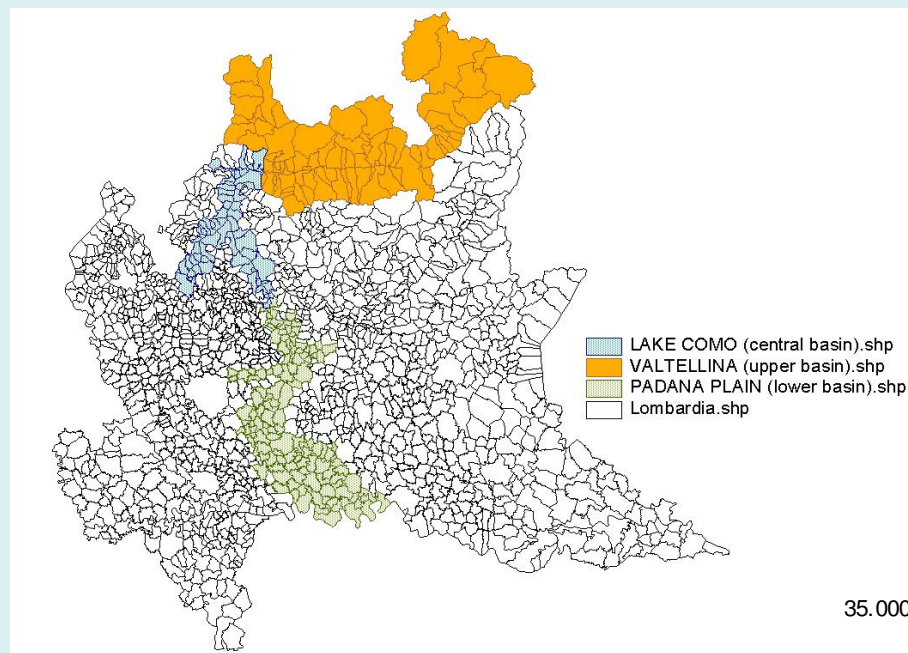 LAKE COMO (central basin).shp
VALTELLINA (upper basin).shp
PADANA PLAIN (lower basin).shp
Lombardia.shp
35.000